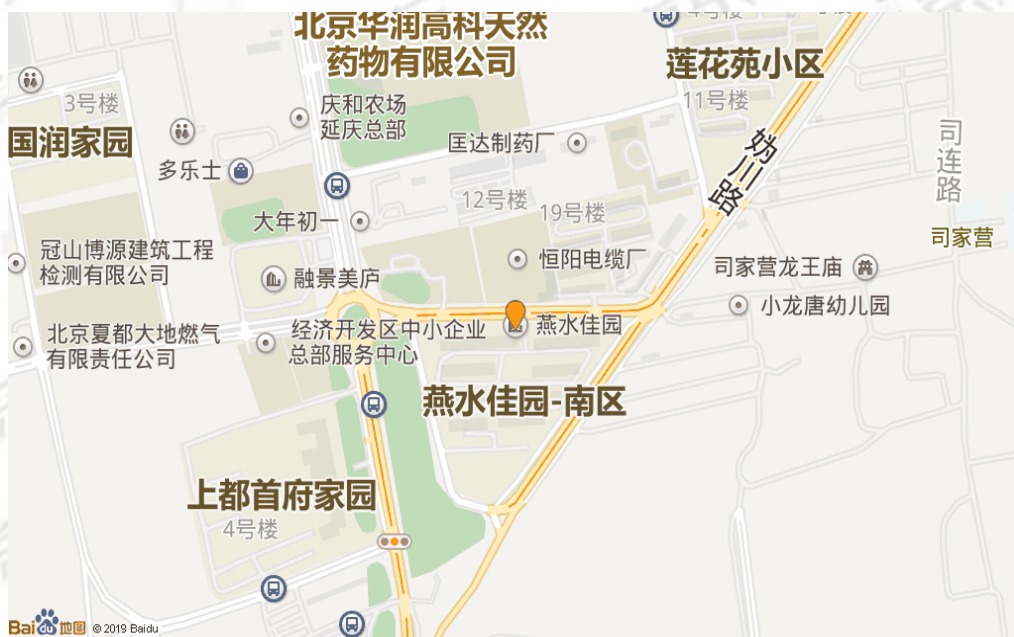 北京华润高科天然
药物有限公司
莲花苑小区
3号楼
庆和农场
延庆总部
11号楼
国润家园
匡达制药厂
妫川路
司连路
多乐士
12号楼
19号楼
大年初一
司家营
冠山博源建筑工程
检测有限公司
恒阳电缆厂
司家营龙王庙
融景美庐
小龙唐幼儿园
北京夏都大地燃气
有限责任公司
经济开发区中小企业
总部服务中心
燕水佳园
燕水佳园-南区
上都首府家园
4号楼
Bai du 地图 © 2019 Baidu